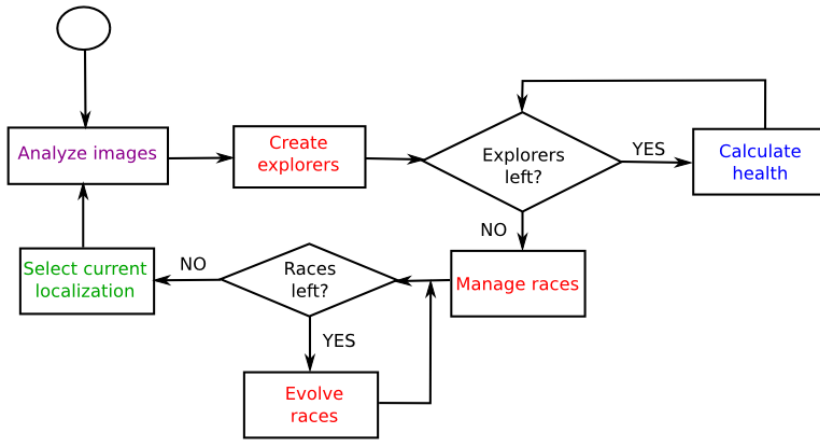 Analyze images
Create
explorers
Explorers
left?
YES
Calculate
health
NO
Manage races
Races
left?
NO
Select current
localization
YES
Evolve
races